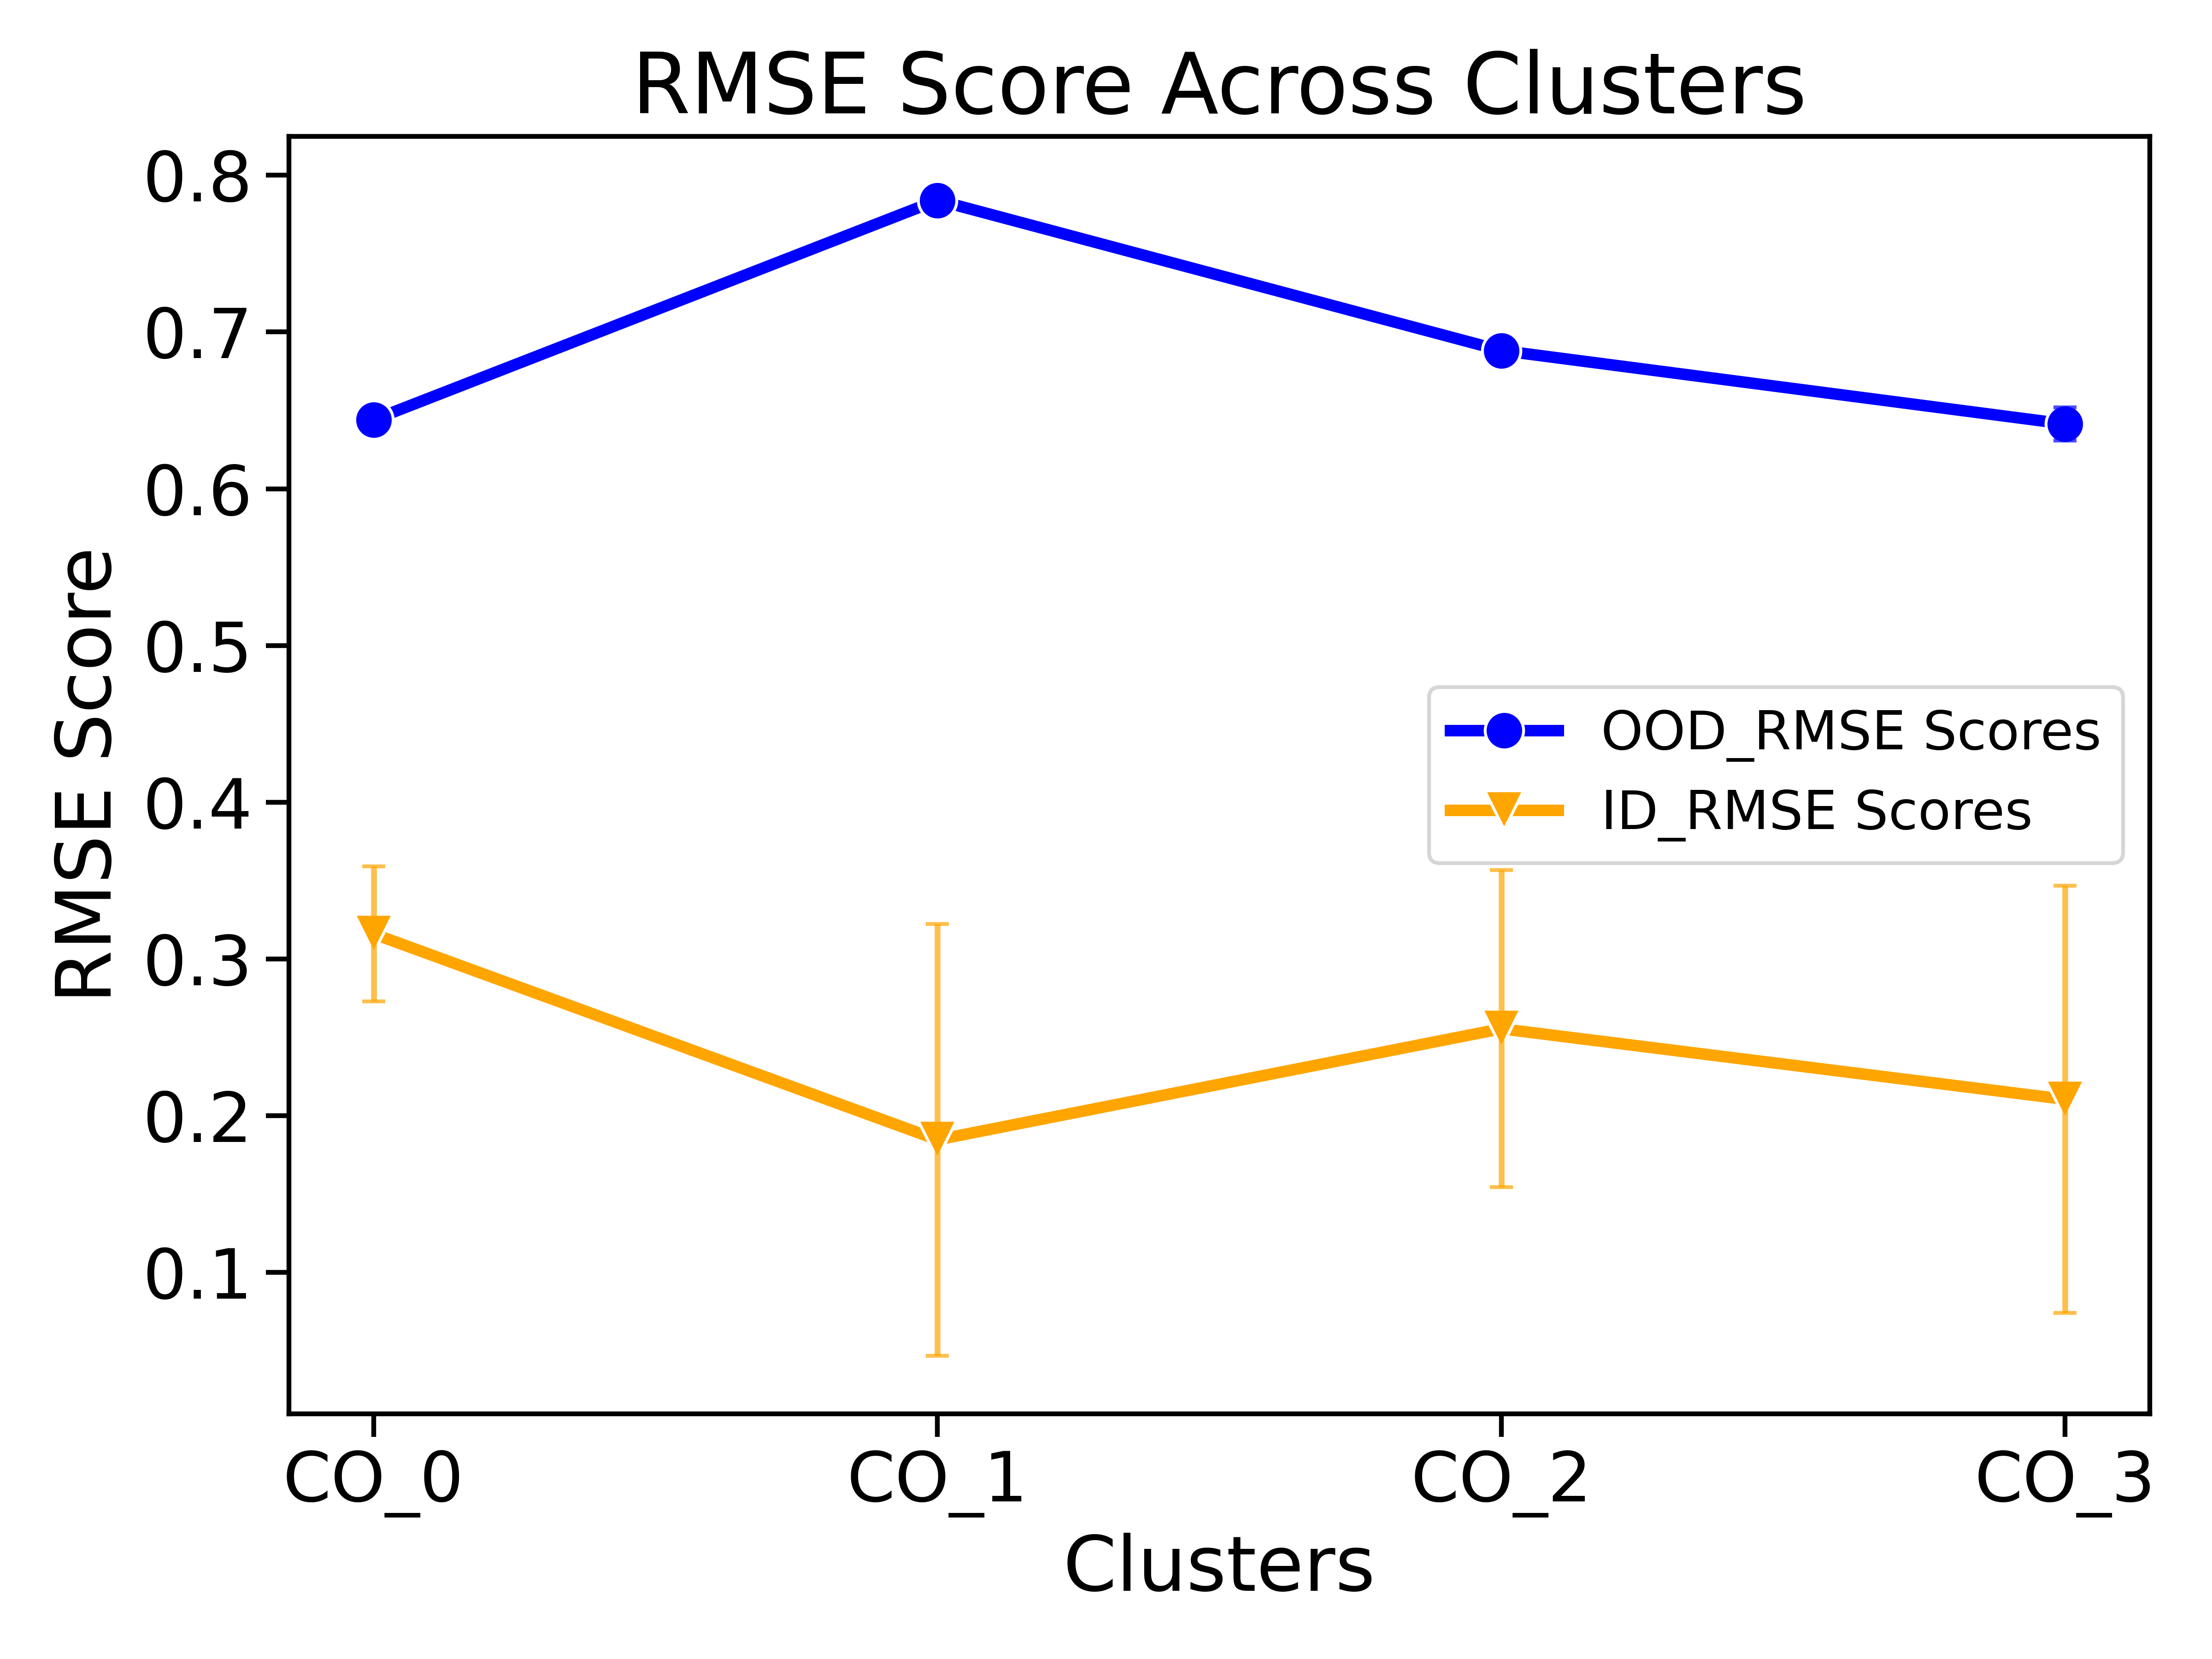 RMSE Score Across Clusters
RMSE Score
0.8
0.7
0.6
0.5
0.4
0.3
0.2
0.1
OOD_RMSE Scores
ID_RMSE Scores
CO_0 CO_1 CO_2 CO_3
Clusters